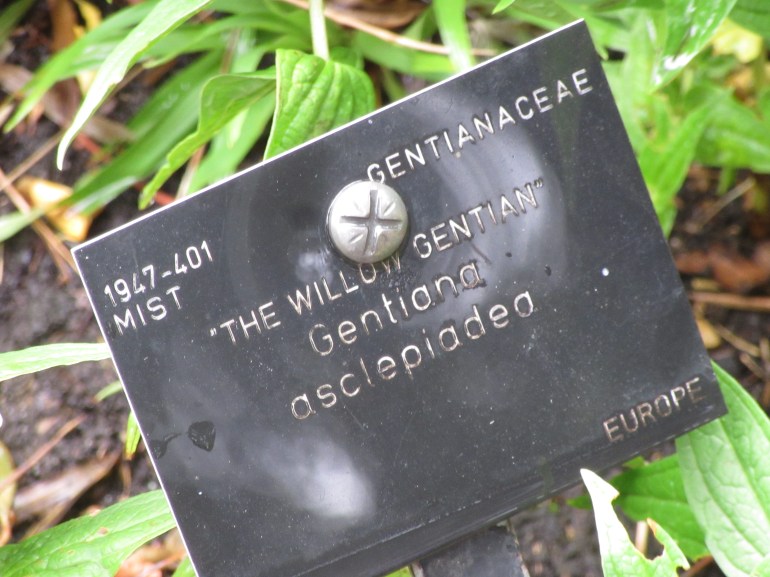 GENTIANACEAE
1947-401
MIST
"THE WILLOW GENTIAN"
Gentiana
asclepiadea
EUROPE